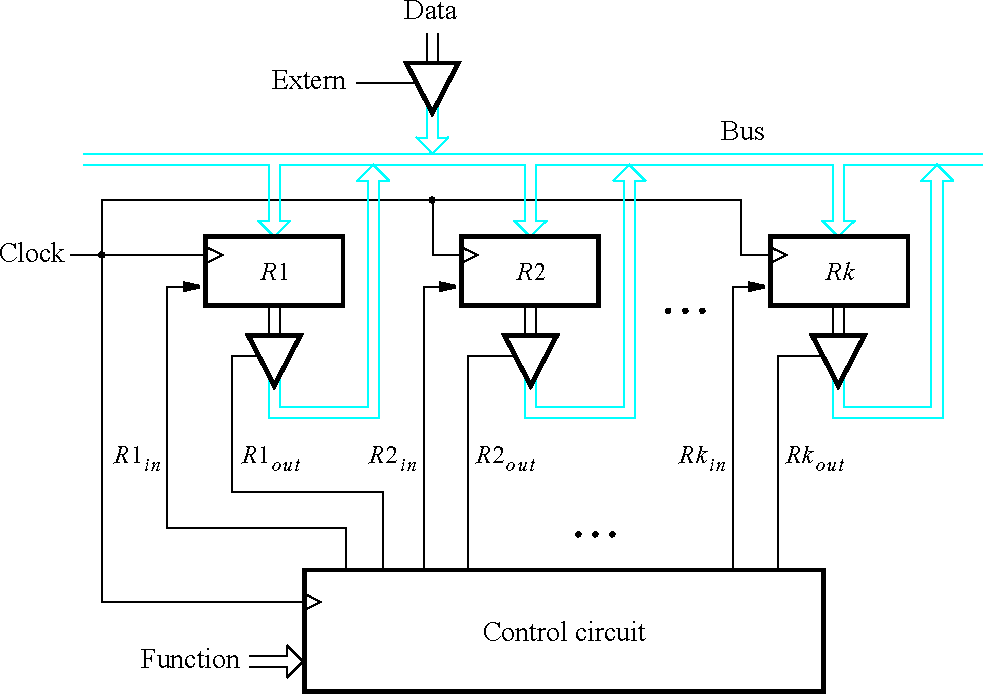 Data
Extern
Bus
Clock
R1
R2
Rk
• • •
R1in
R1out
R2in
R2out
Rkin
Rkout
• • •
Control circuit
Function